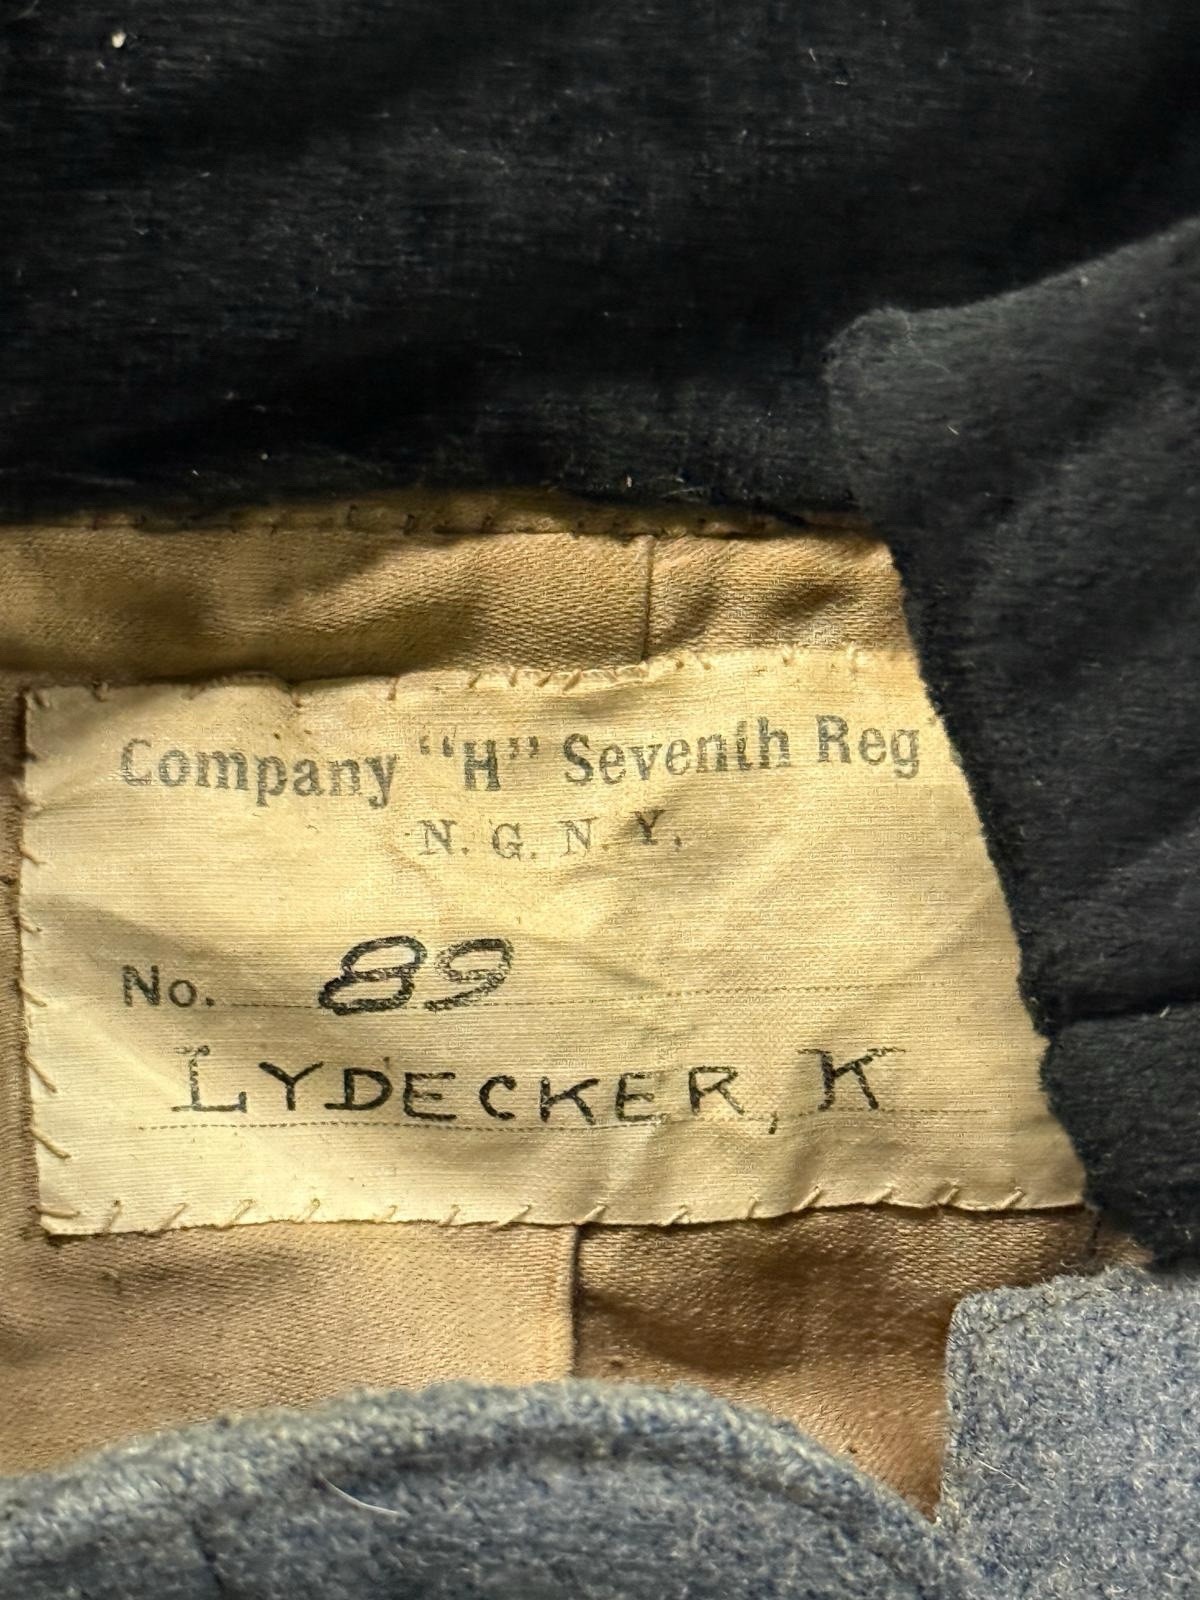 Company "H" Seventh Reg
N. G. N. Y.
No. 89
LYDECKER, K